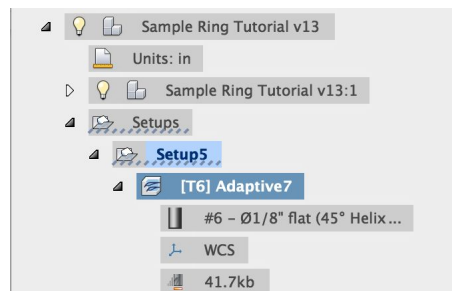 Sample Ring Tutorial v13
Units: in
Sample Ring Tutorial v13:1
Setups
Setup5
[T6] Adaptive7
#6 – Ø1/8" flat (45° Helix...
WCS
41.7kb